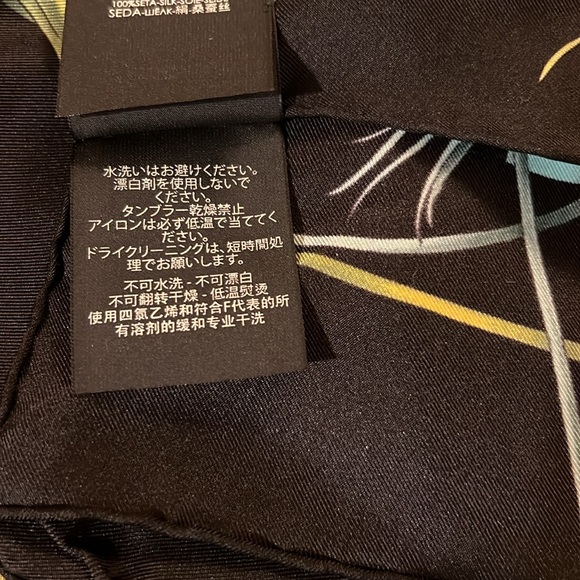 100%SETA-SILK-SOIE-SE
SEDA-ШЕЛК-絹-桑蚕丝
水洗いはお避けください。
漂白剤を使用しないで
ください。
タンブラー乾燥禁止
アイロンは必ず低温で当ててく
ださい。
ドライクリーニングは、短時間処
理でお願いします。
不可水洗 - 不可漂白
不可翻转干燥 - 低温熨烫
使用四氯乙烯和符合F代表的所
有溶剂的缓和专业干洗